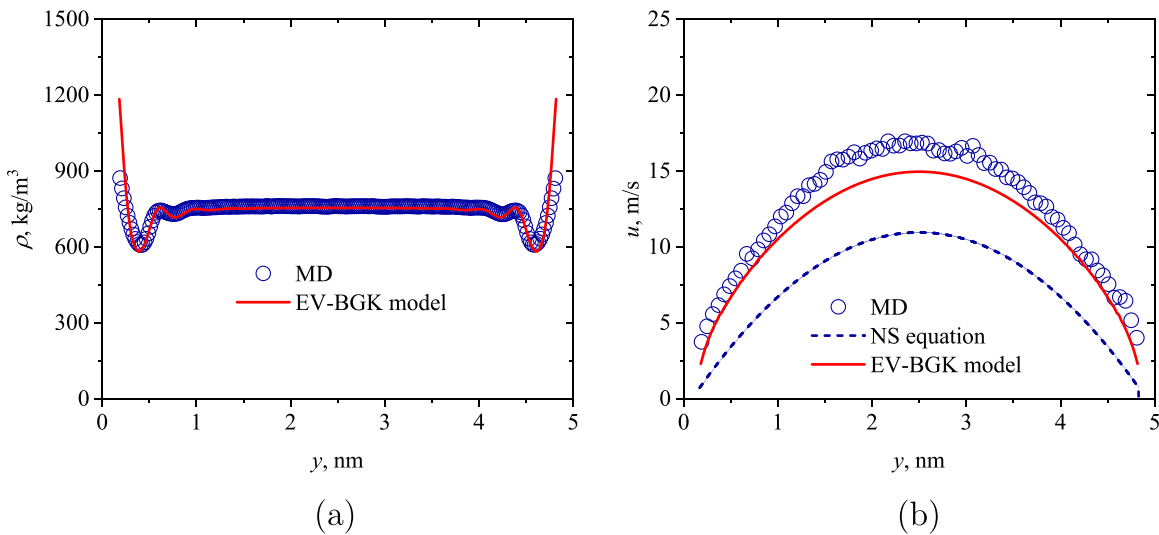 1500
1200
900
600
300
0
ρ, kg/m³
MD
EV-BGK model
0 1 2 3 4 5
y, nm
(a)
25
20
15
10
5
0
u, m/s
MD
NS equation
EV-BGK model
0 1 2 3 4 5
y, nm
(b)